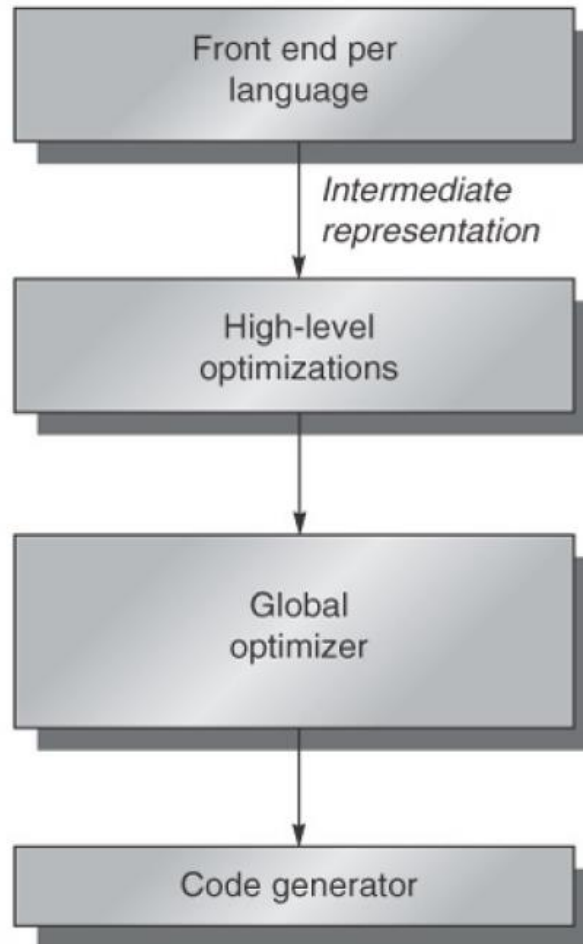 Front end per
language
Intermediate
representation
High-level
optimizations
Global
optimizer
Code generator